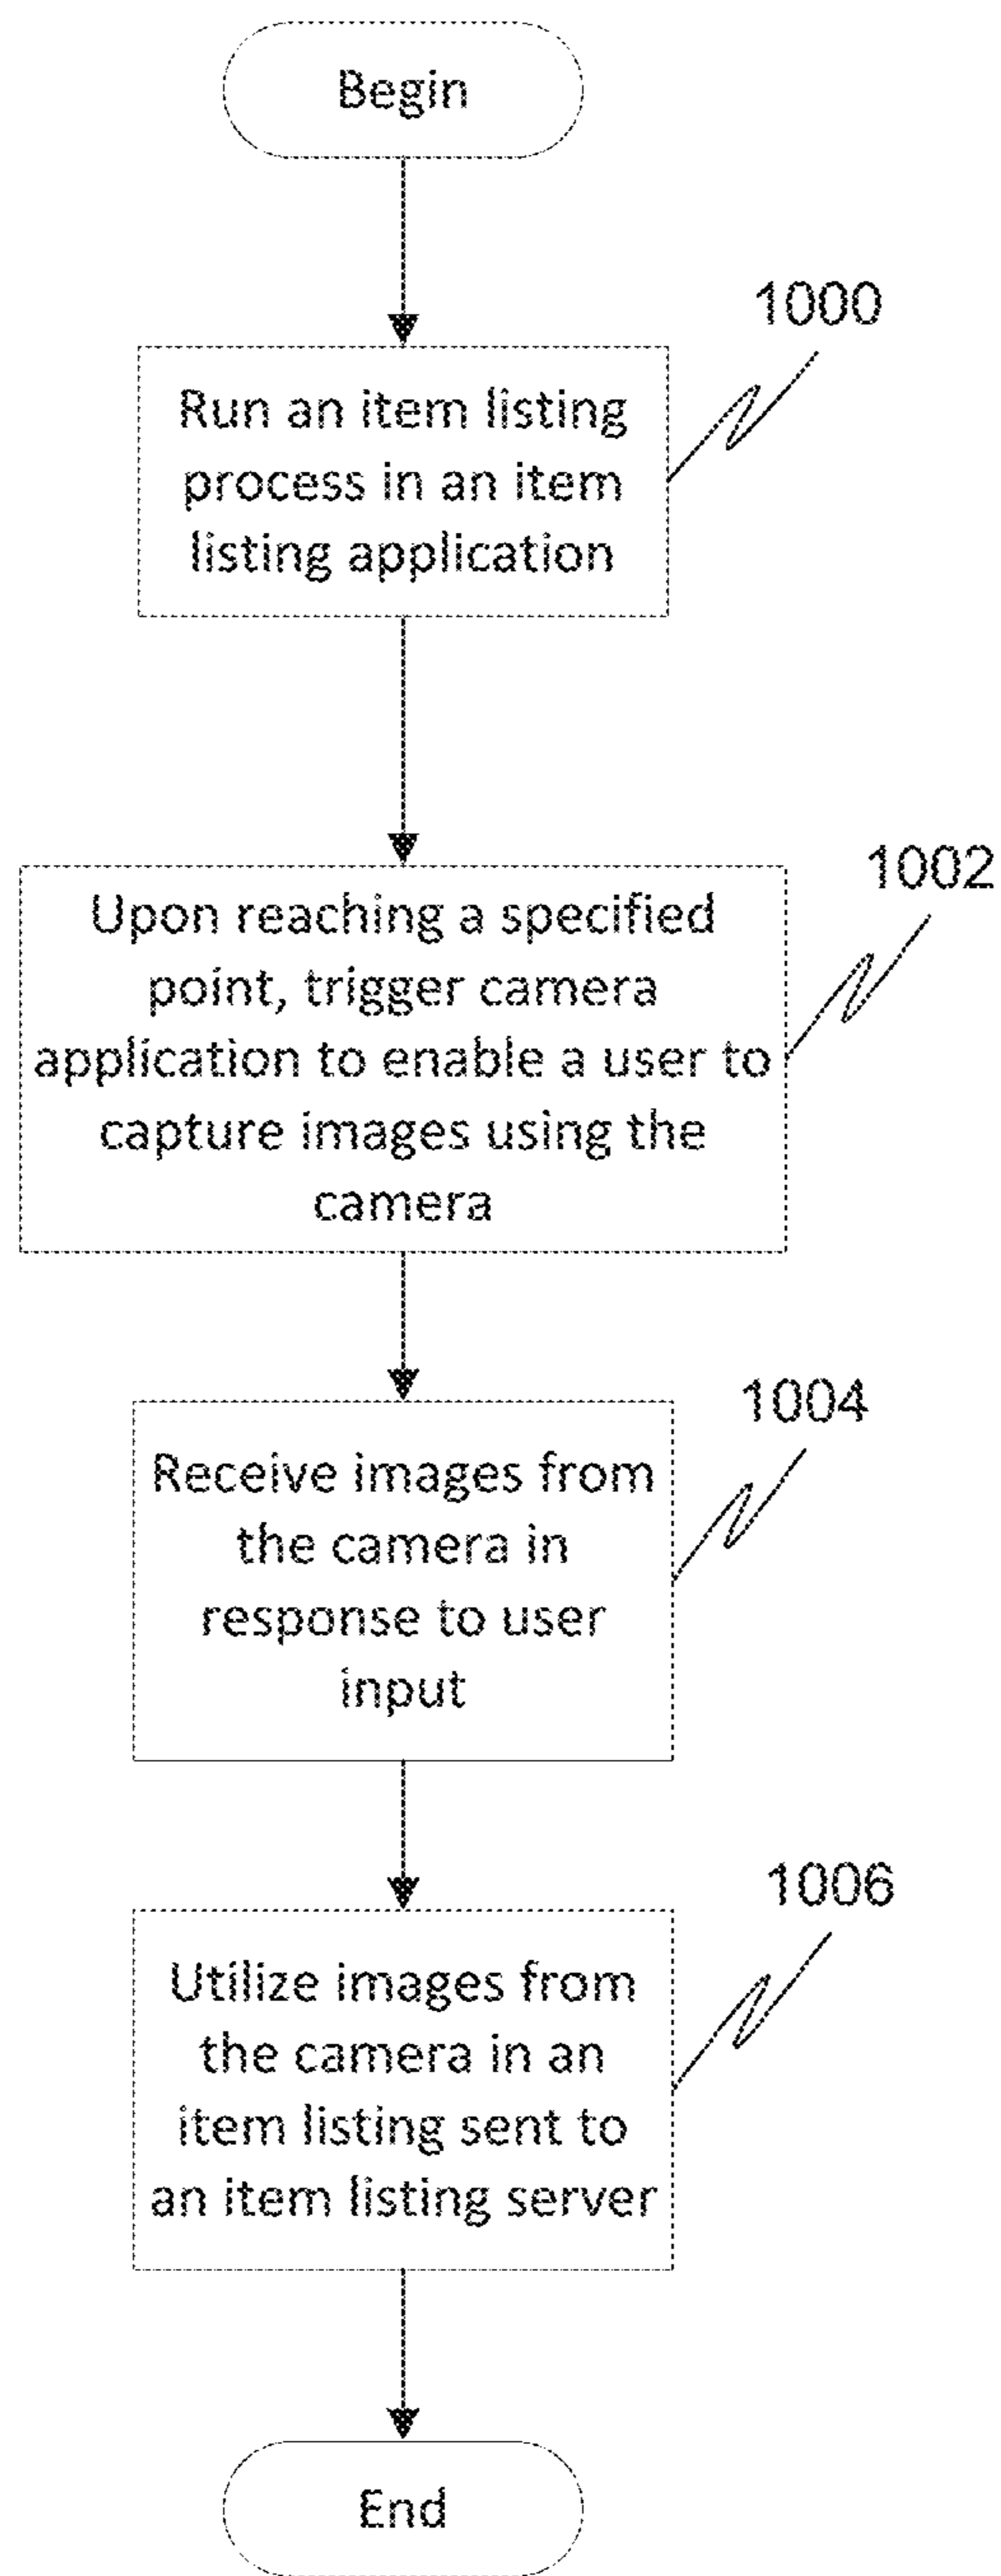 Begin
1000
Run an item listing
process in an item
listing application
1002
Upon reaching a specified
point, trigger camera
application to enable a user to
capture images using the
camera
1004
Receive images from
the camera in
response to user
input
1006
Utilize images from
the camera in an
item listing sent to
an item listing server
End